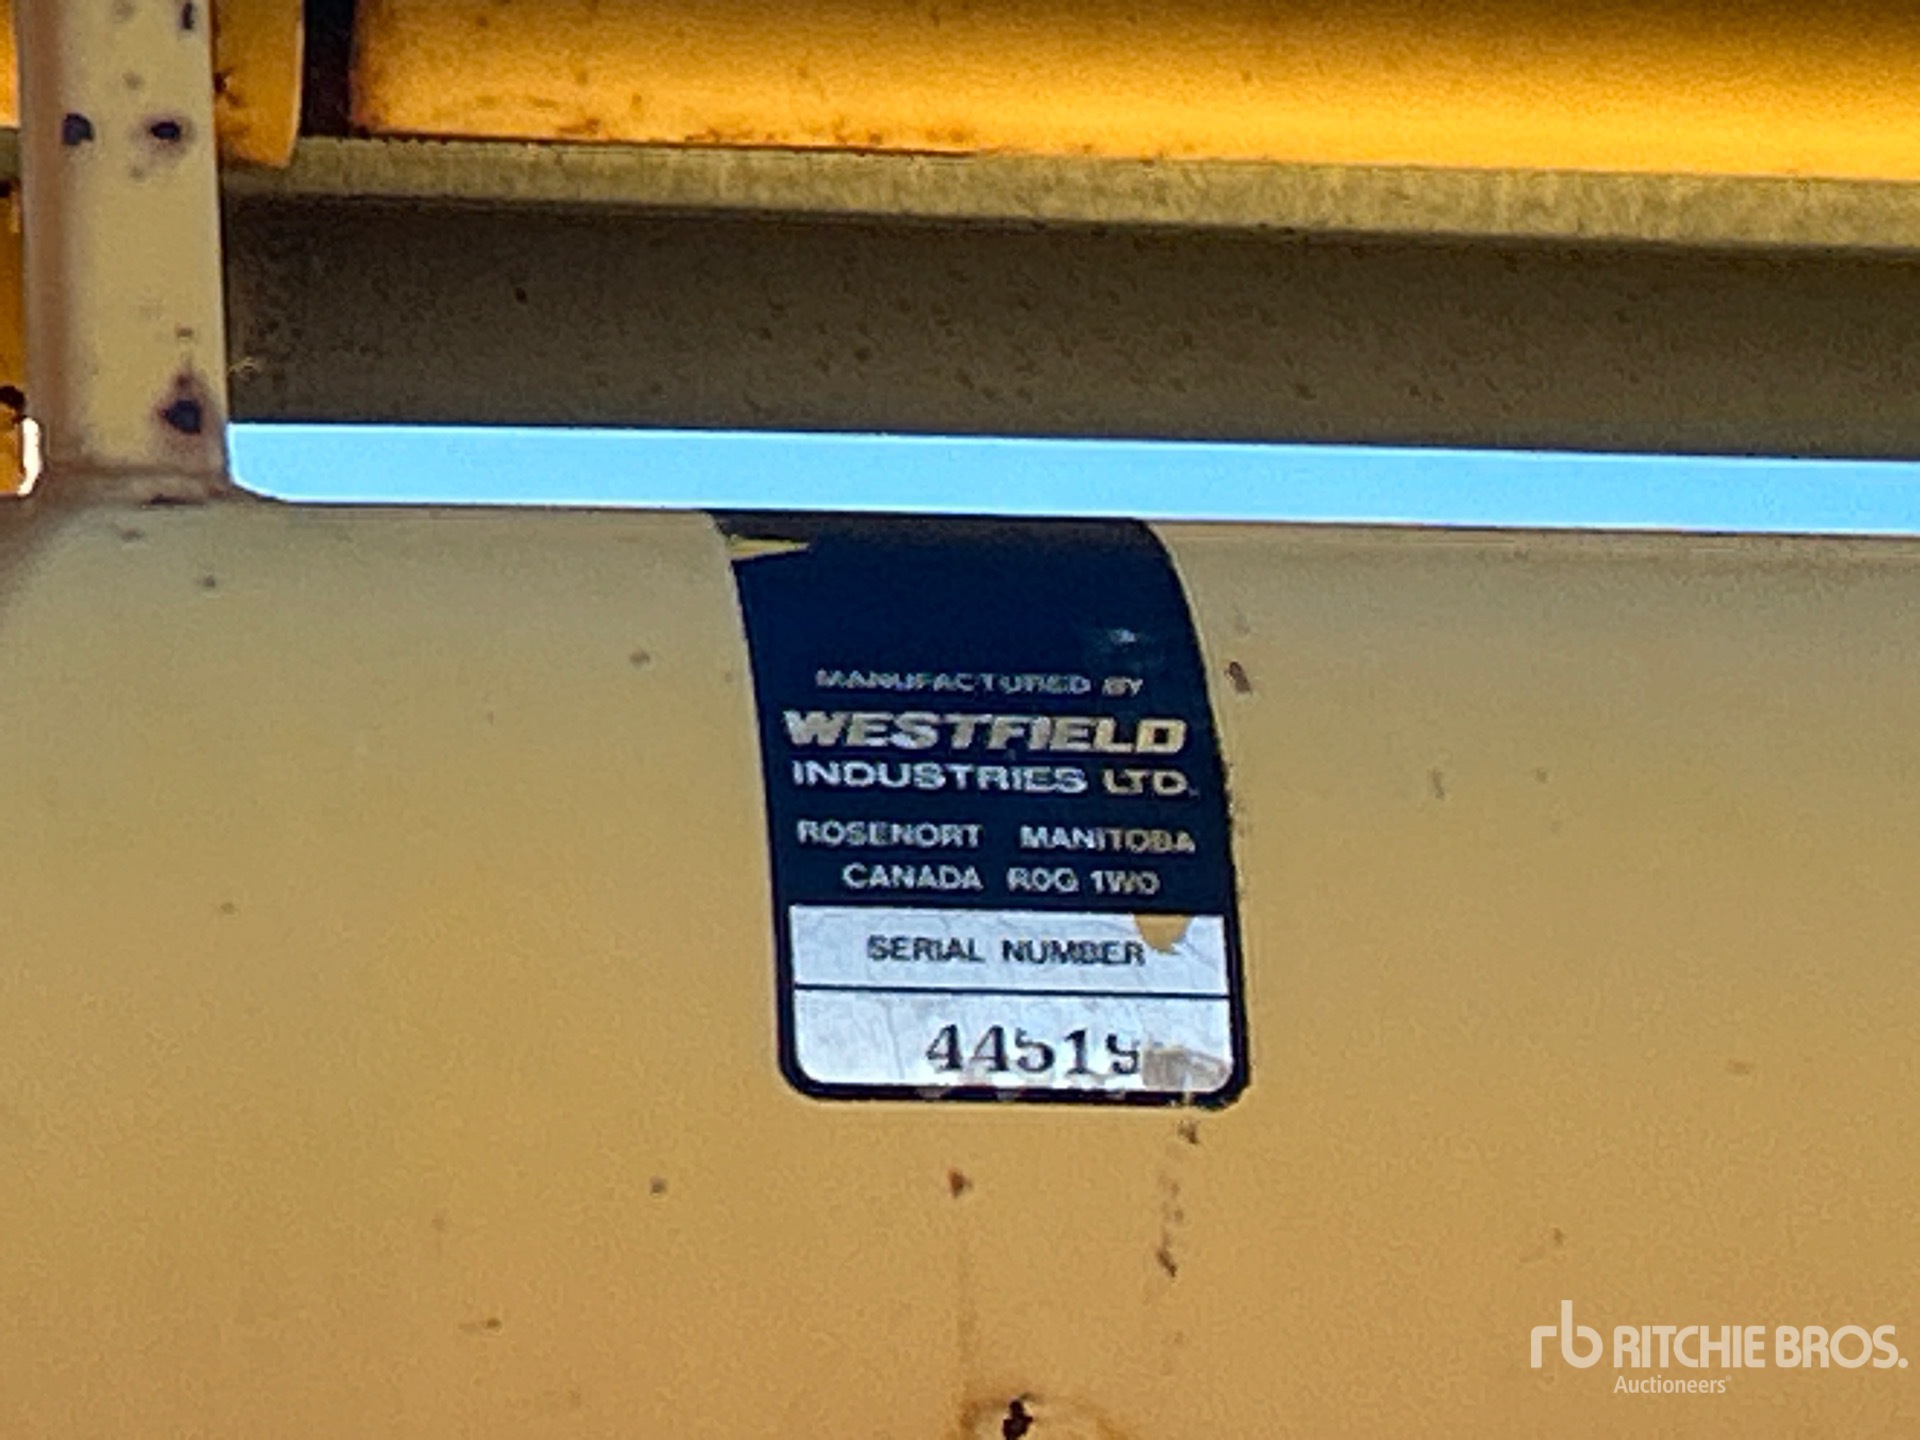 MANUFACTURED BY
WESTFIELD
INDUSTRIES LTD.
ROSENORT MANITOBA
CANADA R0G 1W0
SERIAL NUMBER
44519
rb RITCHIE BROS.
Auctioneers